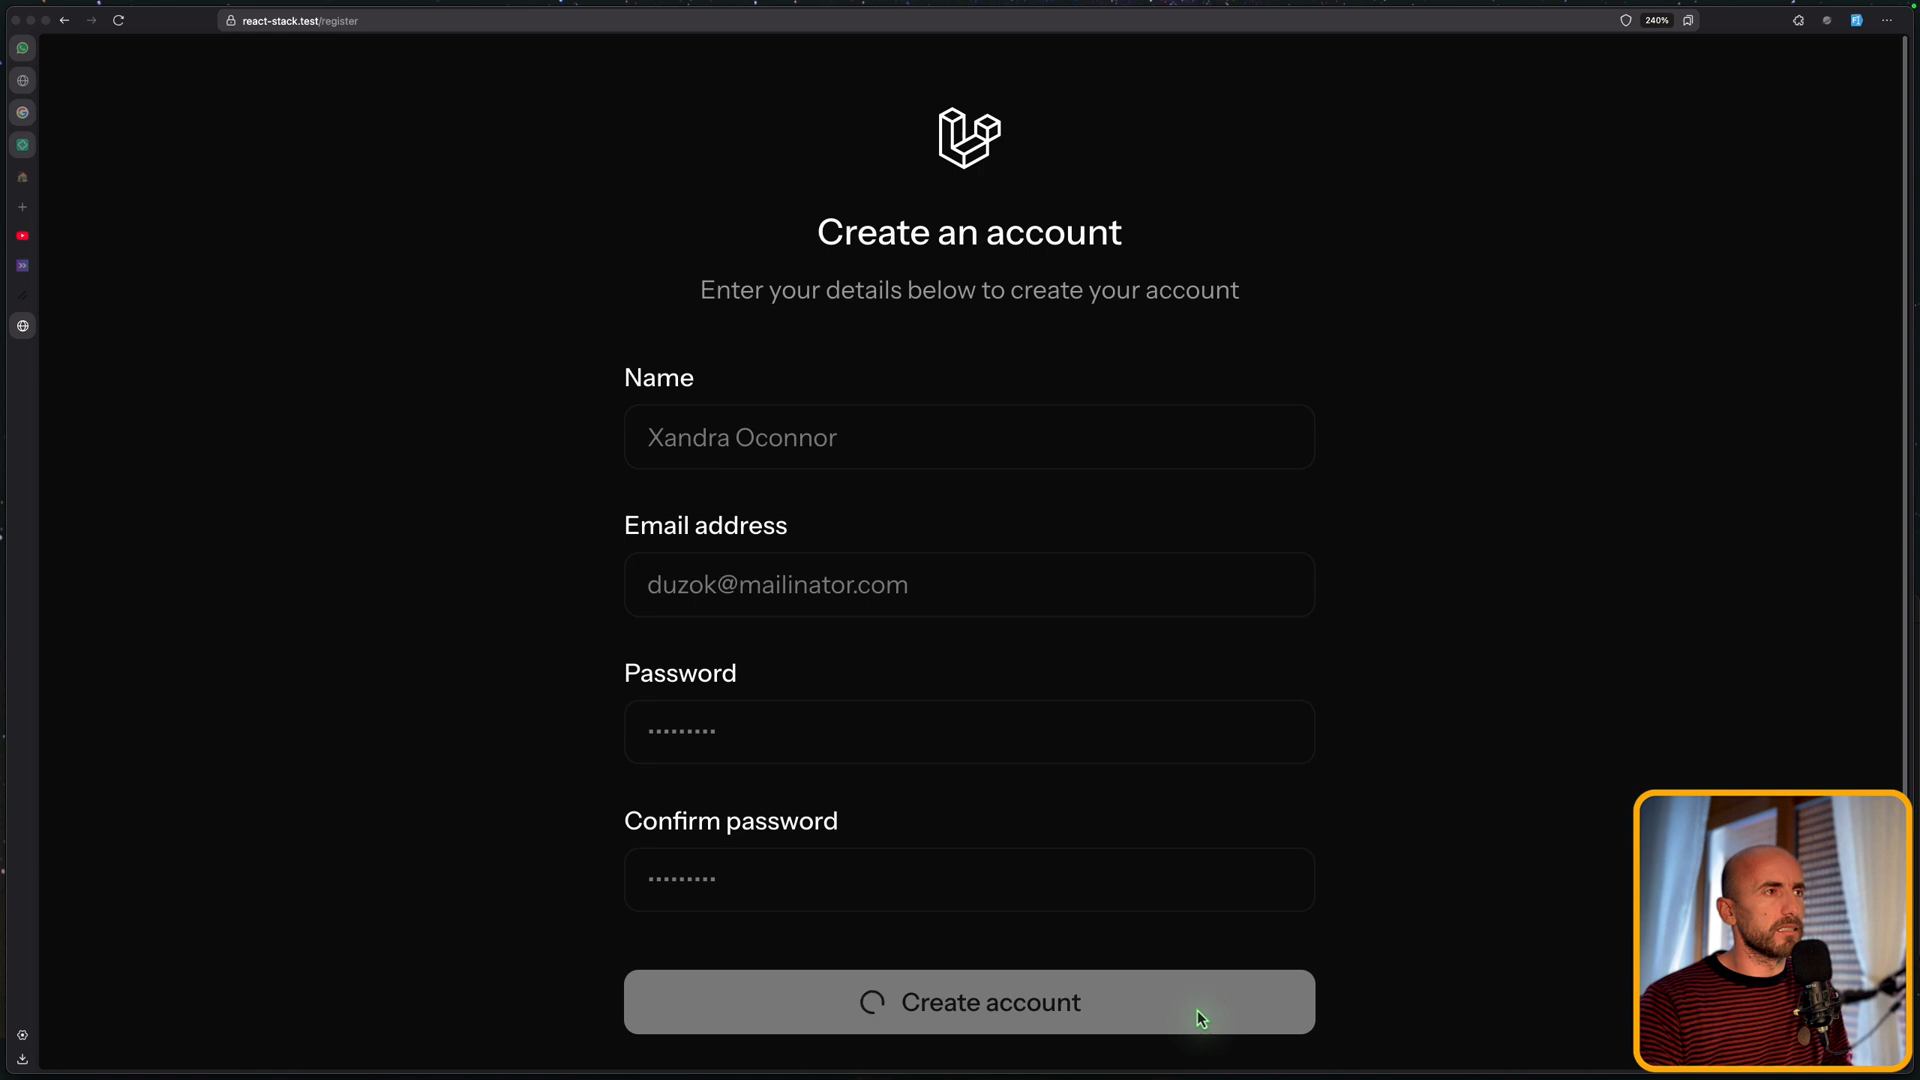 react-stack.test/register
240%
Create an account
Enter your details below to create your account
Name
Xandra Oconnor
Email address
duzok@mailinator.com
Password
•••••••••
Confirm password
•••••••••
Create account